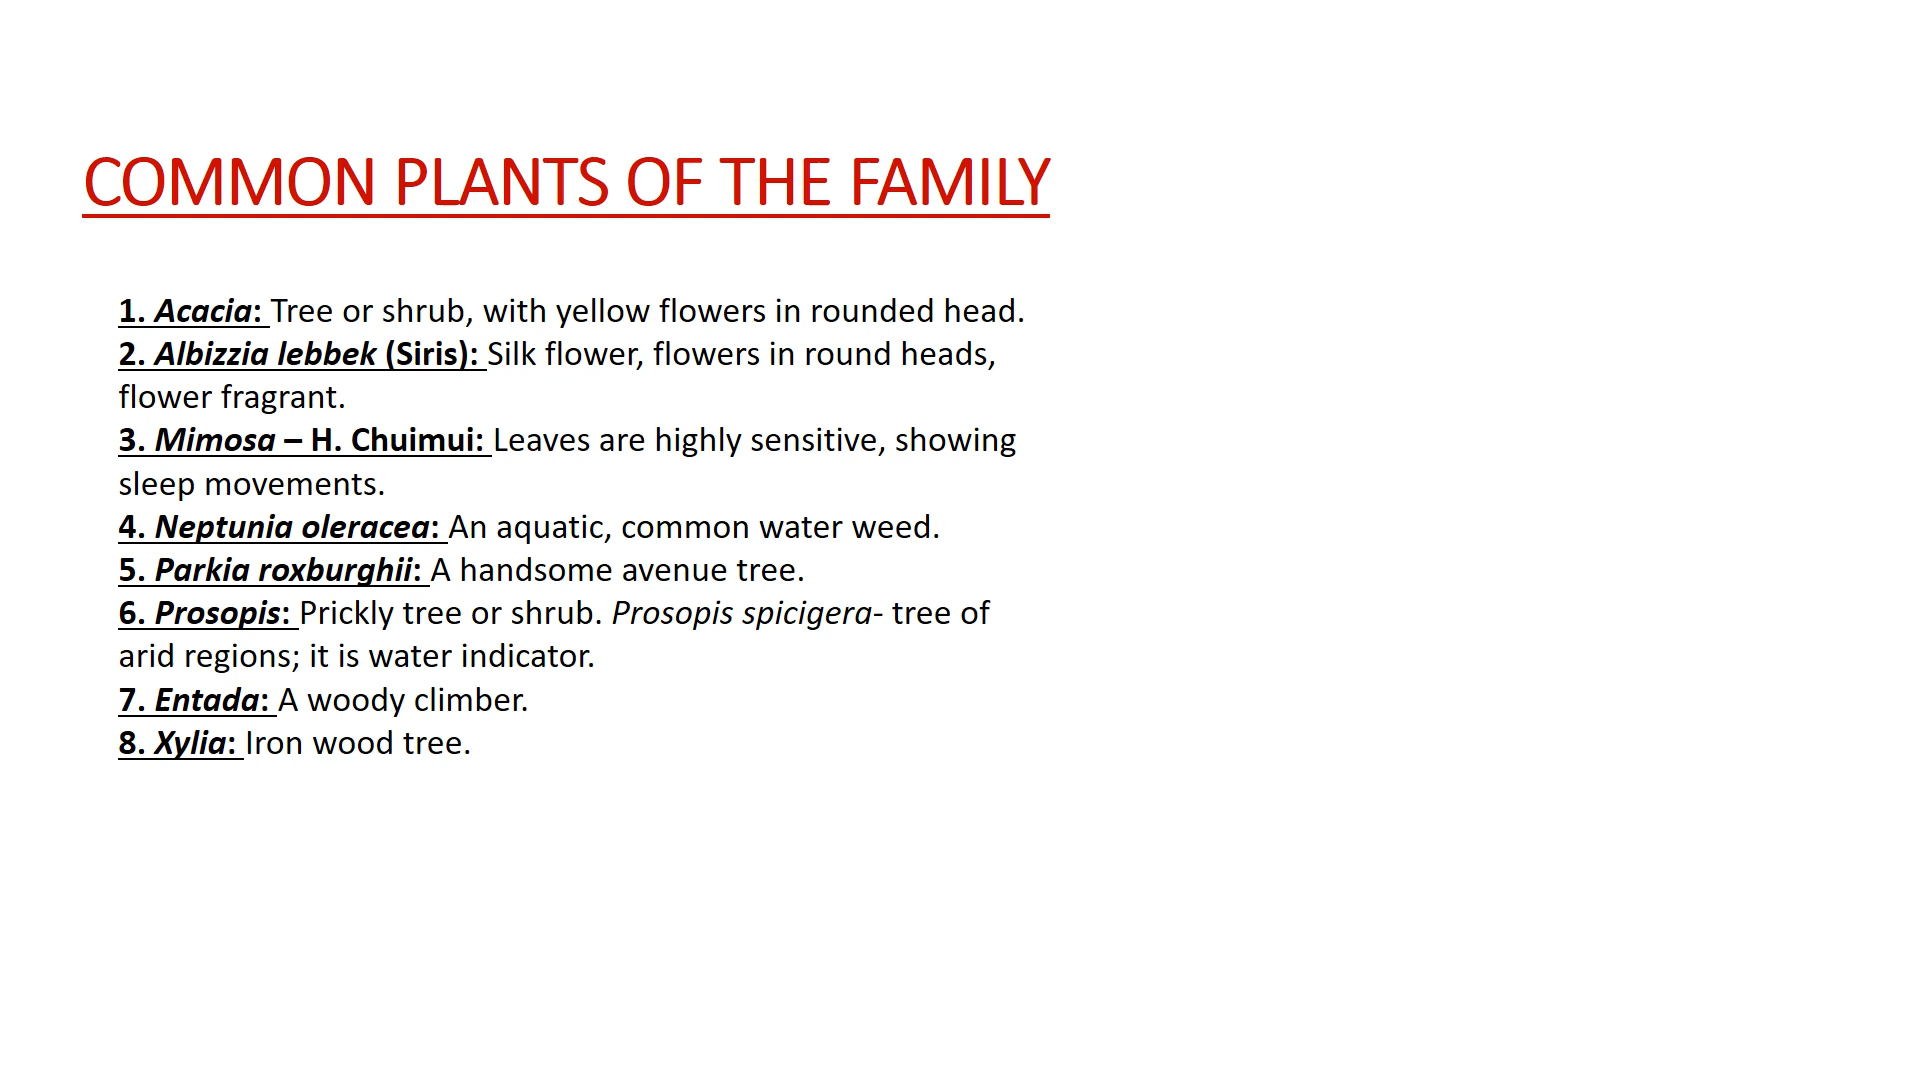 COMMON PLANTS OF THE FAMILY
1. Acacia: Tree or shrub, with yellow flowers in rounded head.
2. Albizzia lebbek (Siris): Silk flower, flowers in round heads,
flower fragrant.
3. Mimosa – H. Chuimui: Leaves are highly sensitive, showing
sleep movements.
4. Neptunia oleracea: An aquatic, common water weed.
5. Parkia roxburghii: A handsome avenue tree.
6. Prosopis: Prickly tree or shrub. Prosopis spicigera- tree of
arid regions; it is water indicator.
7. Entada: A woody climber.
8. Xylia: Iron wood tree.